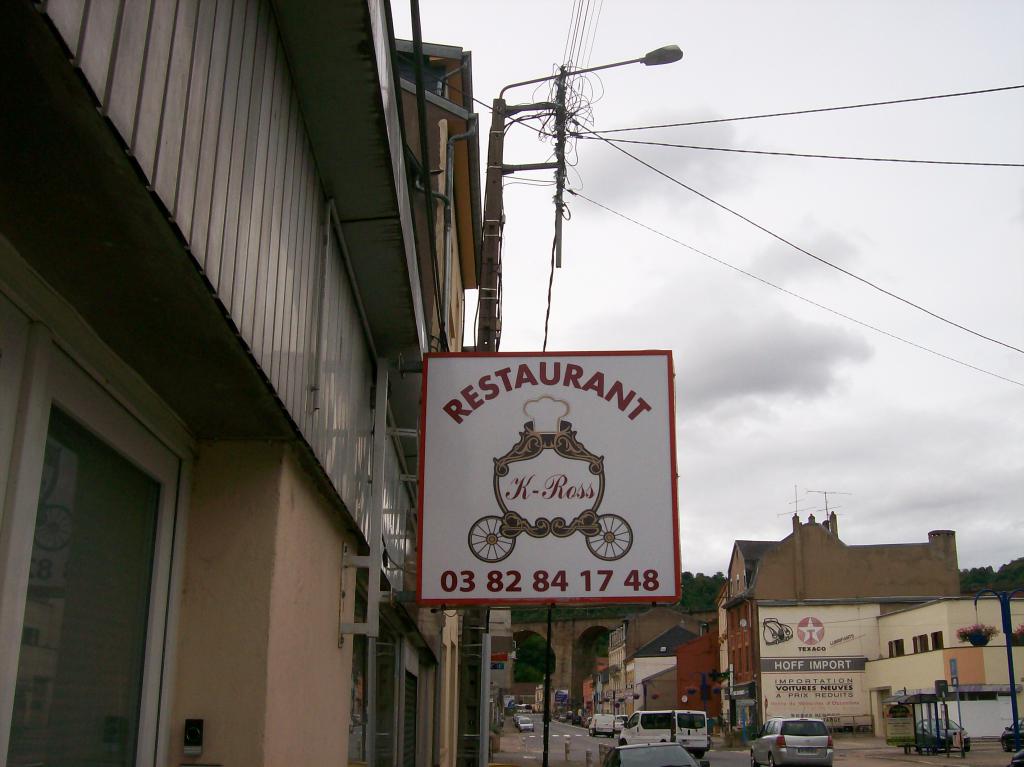 RESTAURANT
K-Ross
03 82 84 17 48
TEXACO
HOFF IMPORT
IMPORTATION
VOITURES NEUVES
A PRIX REDUITS